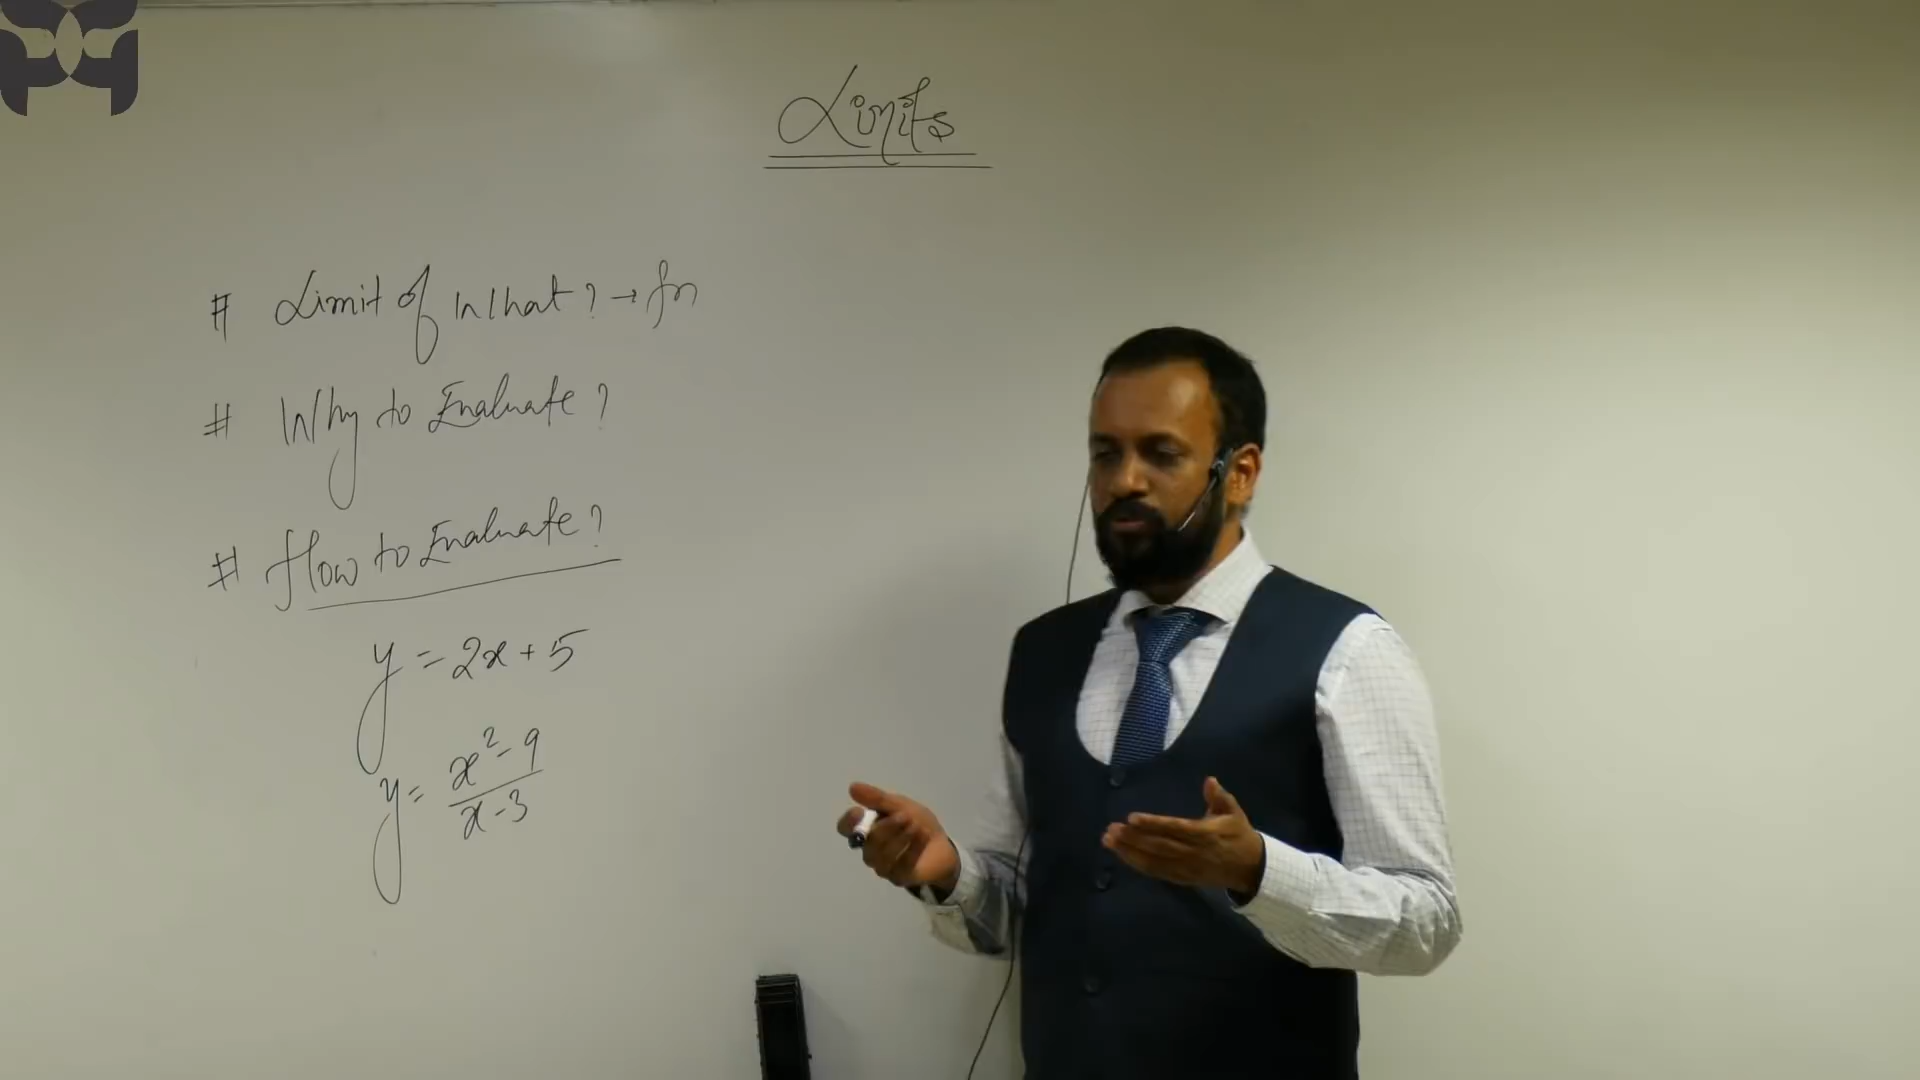 Limits
# Limit of What? → fn
# Why to Evaluate?
# How to Evaluate?
y = 2x + 5
y = x² - 9 / x - 3